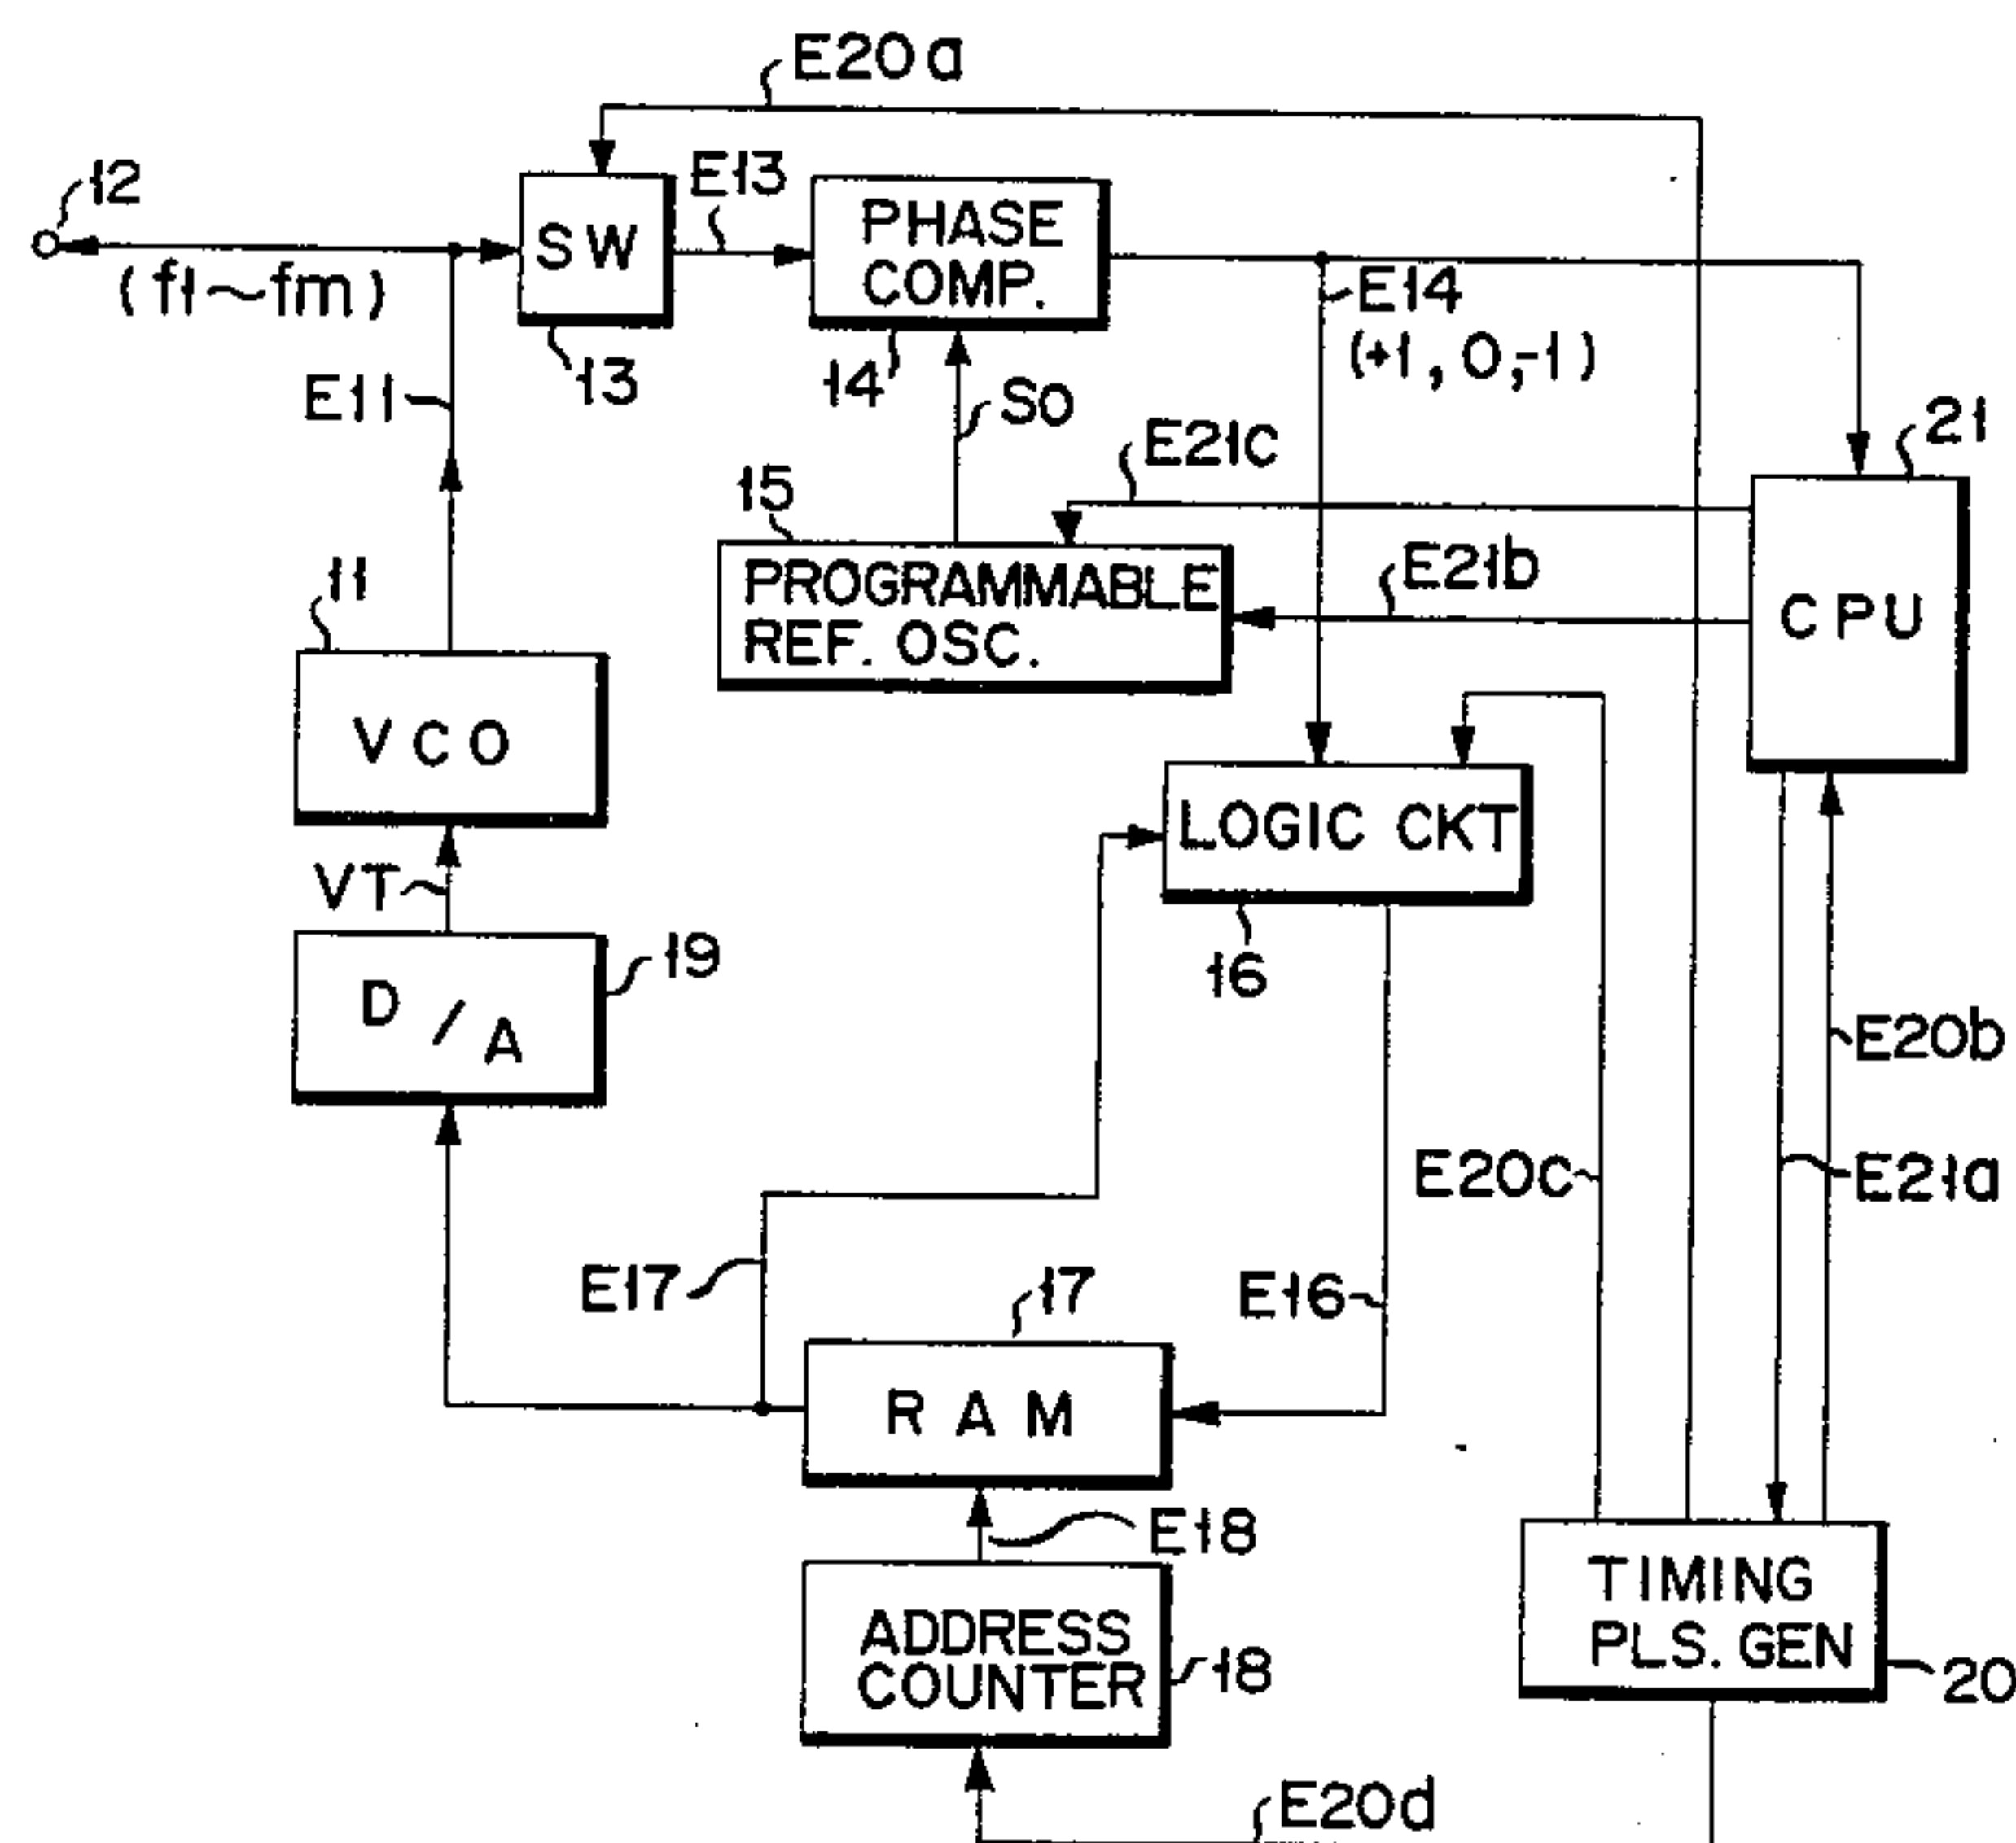 E20a
12
E13
SW
PHASE
COMP.
(f1~fm)
E14
(+1, 0, -1)
13
14
E11
S0
E21C
21
15
E21b
11
PROGRAMMABLE
REF. OSC.
CPU
VCO
LOGIC CKT
VT
19
16
D/A
E20b
E20C
E21a
E17
17
E16
RAM
E18
TIMING
PLS. GEN
ADDRESS
COUNTER
18
20
E20d